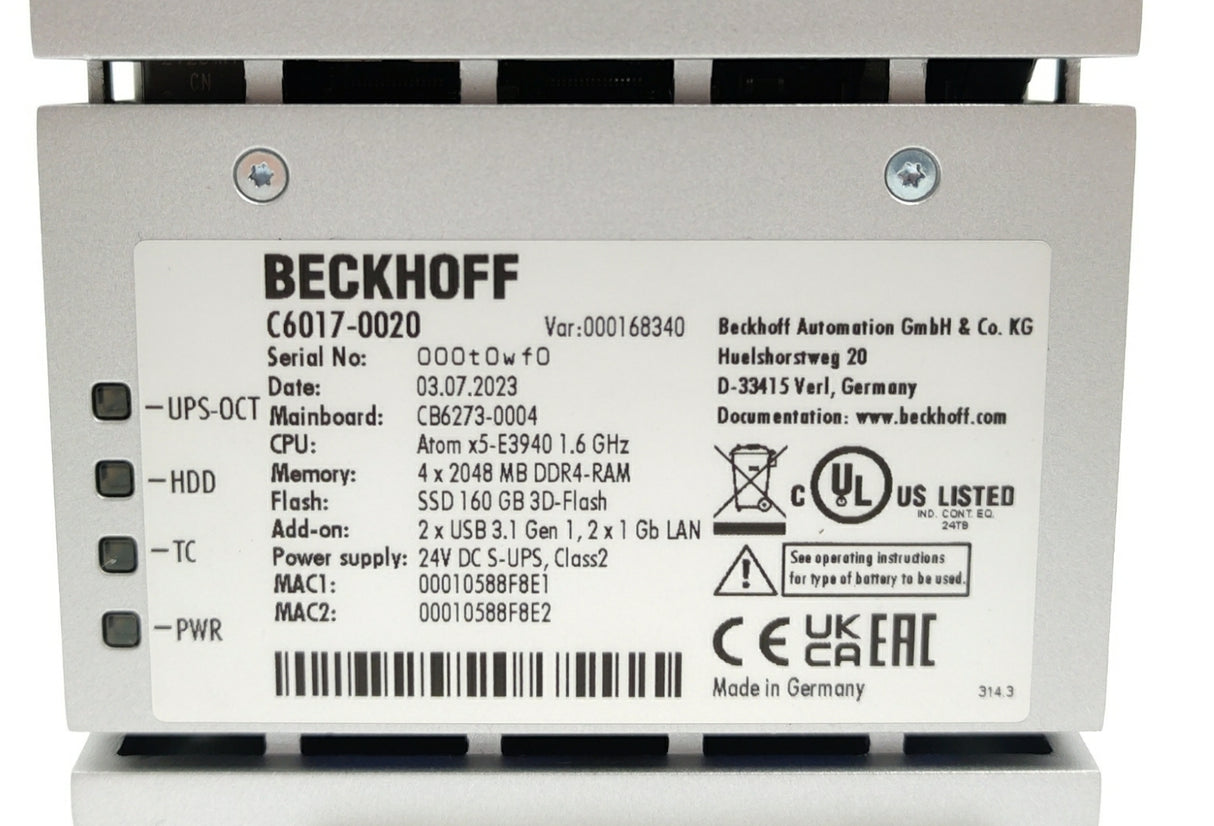 CN
BECKHOFF
C6017-0020 Var:000168340
Serial No: 000t0wf0
Date: 03.07.2023
Mainboard: CB6273-0004
CPU: Atom x5-E3940 1.6 GHz
Memory: 4 x 2048 MB DDR4-RAM
Flash: SSD 160 GB 3D-Flash
Add-on: 2 x USB 3.1 Gen 1, 2 x 1 Gb LAN
Power supply: 24V DC S-UPS, Class2
MAC1: 00010588F8E1
MAC2: 00010588F8E2
UPS-OCT
HDD
TC
PWR
Beckhoff Automation GmbH & Co. KG
Huelshorstweg 20
D-33415 Verl, Germany
Documentation: www.beckhoff.com
C UL US LISTED
IND. CONT. EQ.
24TB
See operating instructions
for type of battery to be used.
CE UK CA EAC
Made in Germany
314.3